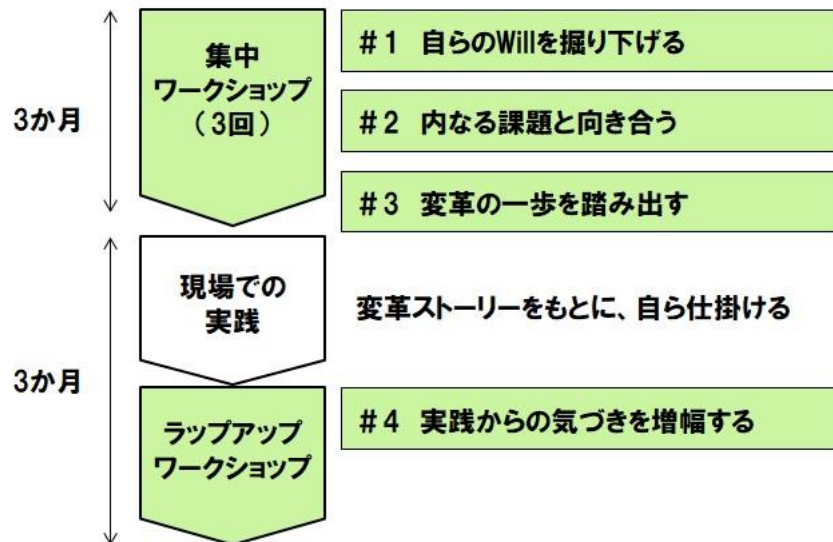 3か月
集中
ワークショップ
（3回）
＃1 自らのWillを掘り下げる
＃2 内なる課題と向き合う
＃3 変革の一歩を踏み出す
3か月
現場での
実践
変革ストーリーをもとに、自ら仕掛ける
ラップアップ
ワークショップ
＃4 実践からの気づきを増幅する